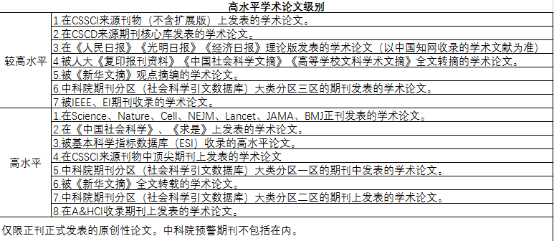 高水平学术论文级别
较高水平
1.在CSSCI来源刊物（不含扩展版）上发表的学术论文。
2.在CSCD来源期刊核心库发表的学术论文。
3.在《人民日报》《光明日报》《经济日报》理论版发表的学术论文（以中国知网收录的学术文献为准）
4.被人大《复印报刊资料》《中国社会科学文摘》《高等学校文科学术文摘》全文转摘的学术论文。
5.被《新华文摘》观点摘编的学术论文。
6.中科院期刊分区（社会科学引文数据库）大类分区三区的期刊发表的学术论文。
7.被IEEE、EI期刊收录的学术论文。
高水平
1.在Science、Nature、Cell、NEJM、Lancet、JAMA、BMJ正刊发表的学术论文。
2.在《中国社会科学》、《求是》上发表的学术论文。
3.被基本科学指标数据库（ESI）收录的高水平论文。
4.在CSSCI来源刊物中顶尖期刊上发表的学术论文
5.中科院期刊分区（社会科学引文数据库）大类分区一区的期刊中发表的学术论文。
6.被《新华文摘》全文转载的学术论文。
7.中科院期刊分区（社会科学引文数据库）大类分区二区的期刊上发表的学术论文。
8.在A&HCI收录期刊上发表的学术论文。
仅限正刊正式发表的原创性论文。中科院预警期刊不包括在内。